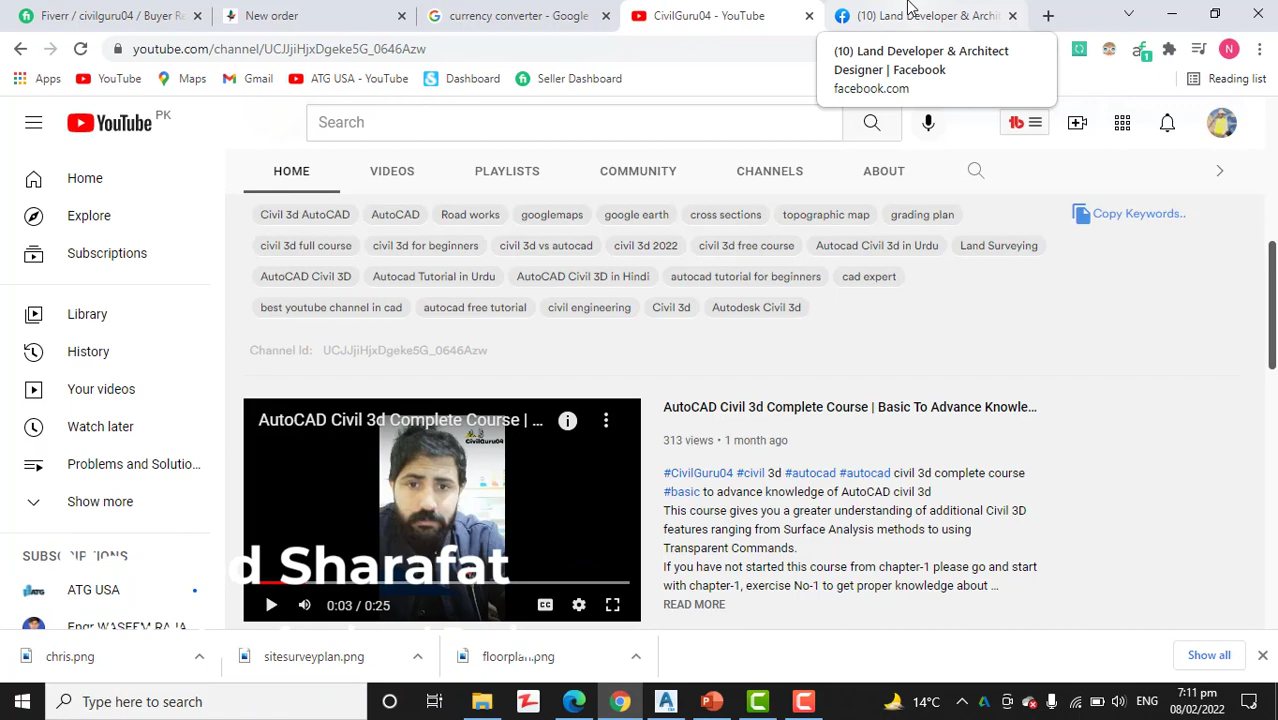 Fiverr / civilguru04 / Buyer Re
New order
currency converter - Google
CivilGuru04 - YouTube
(10) Land Developer & Archit
youtube.com/channel/UCJJjiHjxDgeke5G_0646Azw
(10) Land Developer & Architect
Designer | Facebook
facebook.com
1
N
Apps
YouTube
Maps
Gmail
ATG USA - YouTube
Dashboard
Seller Dashboard
Reading list
YouTube PK
Search
HOME
VIDEOS
PLAYLISTS
COMMUNITY
CHANNELS
ABOUT
Home
Explore
Subscriptions
Library
History
Your videos
Watch later
Problems and Solutio...
Show more
SUBSCRIPTIONS
ATG USA
Engr WASEEM RAJA
Civil 3d AutoCAD
AutoCAD
Road works
googlemaps
google earth
cross sections
topographic map
grading plan
Copy Keywords..
civil 3d full course
civil 3d for beginners
civil 3d vs autocad
civil 3d 2022
civil 3d free course
Autocad Civil 3d in Urdu
Land Surveying
AutoCAD Civil 3D
Autocad Tutorial in Urdu
AutoCAD Civil 3D in Hindi
autocad tutorial for beginners
cad expert
best youtube channel in cad
autocad free tutorial
civil engineering
Civil 3d
Autodesk Civil 3d
Channel Id: UCJJjiHjxDgeke5G_0646Azw
AutoCAD Civil 3d Complete Course | ...
CivilGuru04
d Sharafat
0:03 / 0:25
AutoCAD Civil 3d Complete Course | Basic To Advance Knowle...
313 views • 1 month ago
#CivilGuru04 #civil 3d #autocad #autocad civil 3d complete course
#basic to advance knowledge of AutoCAD civil 3d
This course gives you a greater understanding of additional Civil 3D
features ranging from Surface Analysis methods to using
Transparent Commands.
If you have not started this course from chapter-1 please go and start
with chapter-1, exercise No-1 to get proper knowledge about ...
READ MORE
chris.png
sitesurveyplan.png
floorplan.png
Show all
Type here to search
14°C
ENG
7:11 pm
08/02/2022